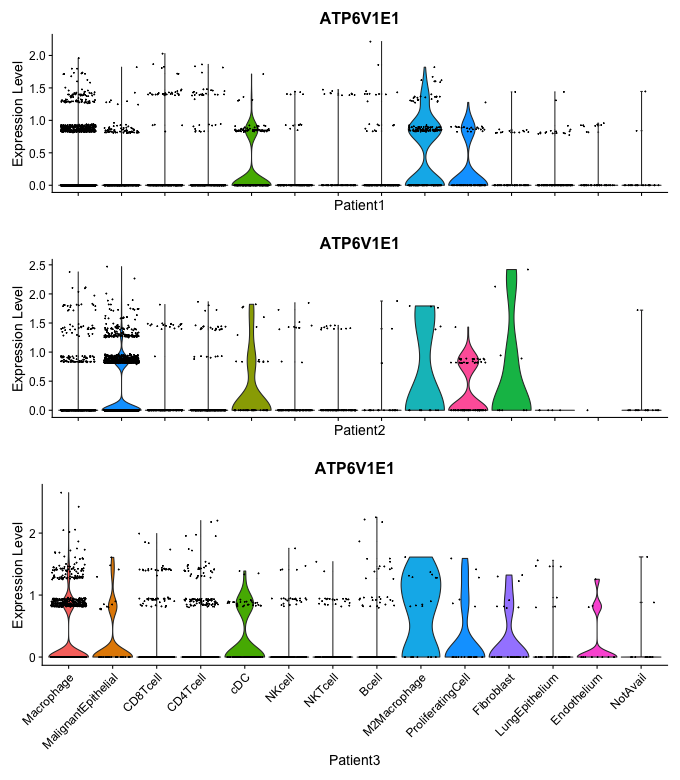 ATP6V1E1
Expression Level
2.0
1.5
1.0
0.5
0.0
Patient1
ATP6V1E1
Expression Level
2.5
2.0
1.5
1.0
0.5
0.0
Patient2
ATP6V1E1
Expression Level
2
1
0
Macrophage
MalignantEpithelial
CD8Tcell
CD4Tcell
cDC
NKcell
NKTcell
Bcell
M2Macrophage
ProliferatingCell
Fibroblast
LungEpithelium
Endothelium
NotAvail
Patient3